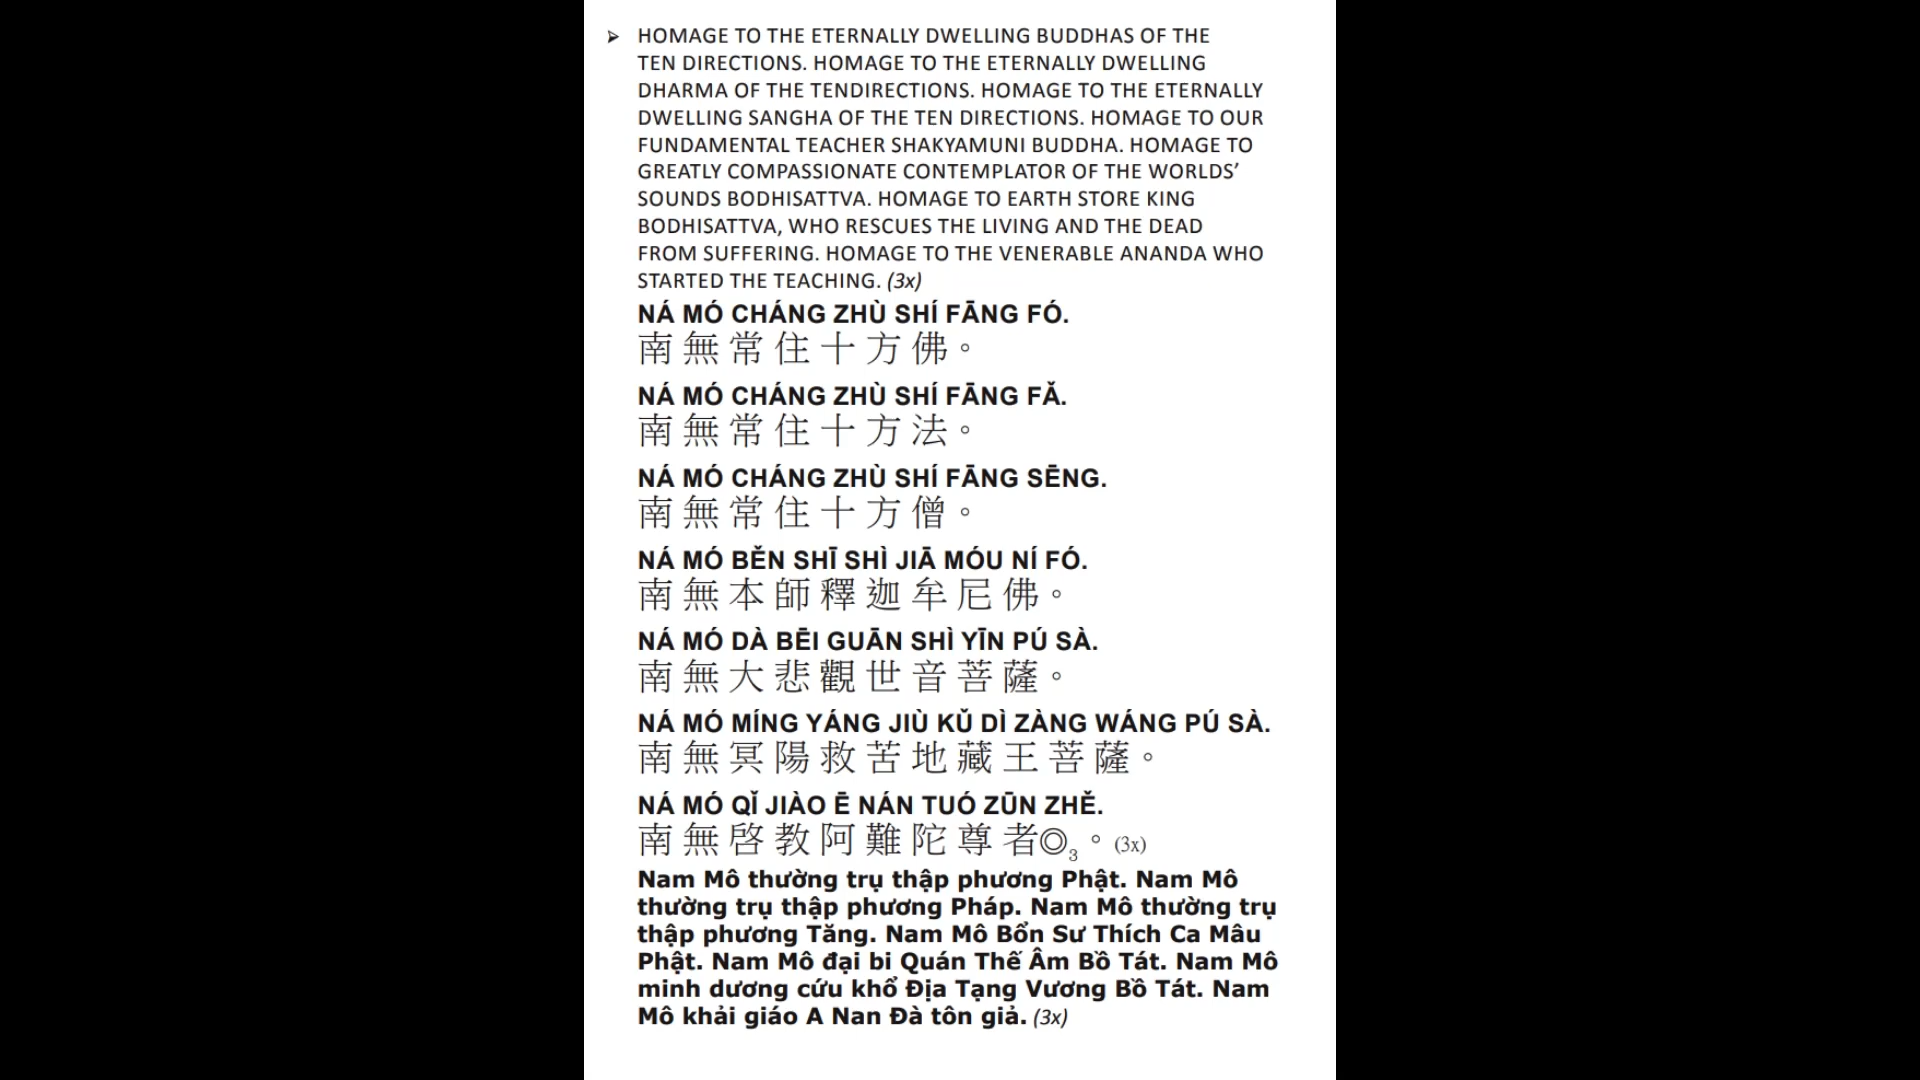 ➢ HOMAGE TO THE ETERNALLY DWELLING BUDDHAS OF THE
TEN DIRECTIONS. HOMAGE TO THE ETERNALLY DWELLING
DHARMA OF THE TENDIRECTIONS. HOMAGE TO THE ETERNALLY
DWELLING SANGHA OF THE TEN DIRECTIONS. HOMAGE TO OUR
FUNDAMENTAL TEACHER SHAKYAMUNI BUDDHA. HOMAGE TO
GREATLY COMPASSIONATE CONTEMPLATOR OF THE WORLDS’
SOUNDS BODHISATTVA. HOMAGE TO EARTH STORE KING
BODHISATTVA, WHO RESCUES THE LIVING AND THE DEAD
FROM SUFFERING. HOMAGE TO THE VENERABLE ANANDA WHO
STARTED THE TEACHING. (3x)
NÁ MÓ CHÁNG ZHÙ SHÍ FĀNG FÓ.
南無常住十方佛。
NÁ MÓ CHÁNG ZHÙ SHÍ FĀNG FǍ.
南無常住十方法。
NÁ MÓ CHÁNG ZHÙ SHÍ FĀNG SĒNG.
南無常住十方僧。
NÁ MÓ BĚN SHĪ SHÌ JIĀ MÓU NÍ FÓ.
南無本師釋迦牟尼佛。
NÁ MÓ DÀ BĒI GUĀN SHÌ YĪN PÚ SÀ.
南無大悲觀世音菩薩。
NÁ MÓ MÍNG YÁNG JIÙ KǓ DÌ ZÀNG WÁNG PÚ SÀ.
南無冥陽救苦地藏王菩薩。
NÁ MÓ QǏ JIÀO Ē NÁN TUÓ ZŪN ZHĚ.
南無啓教阿難陀尊者◎3。(3x)
Nam Mô thường trụ thập phương Phật. Nam Mô
thường trụ thập phương Pháp. Nam Mô thường trụ
thập phương Tăng. Nam Mô Bổn Sư Thích Ca Mâu
Phật. Nam Mô đại bi Quán Thế Âm Bồ Tát. Nam Mô
minh dương cứu khổ Địa Tạng Vương Bồ Tát. Nam
Mô khải giáo A Nan Đà tôn giả. (3x)